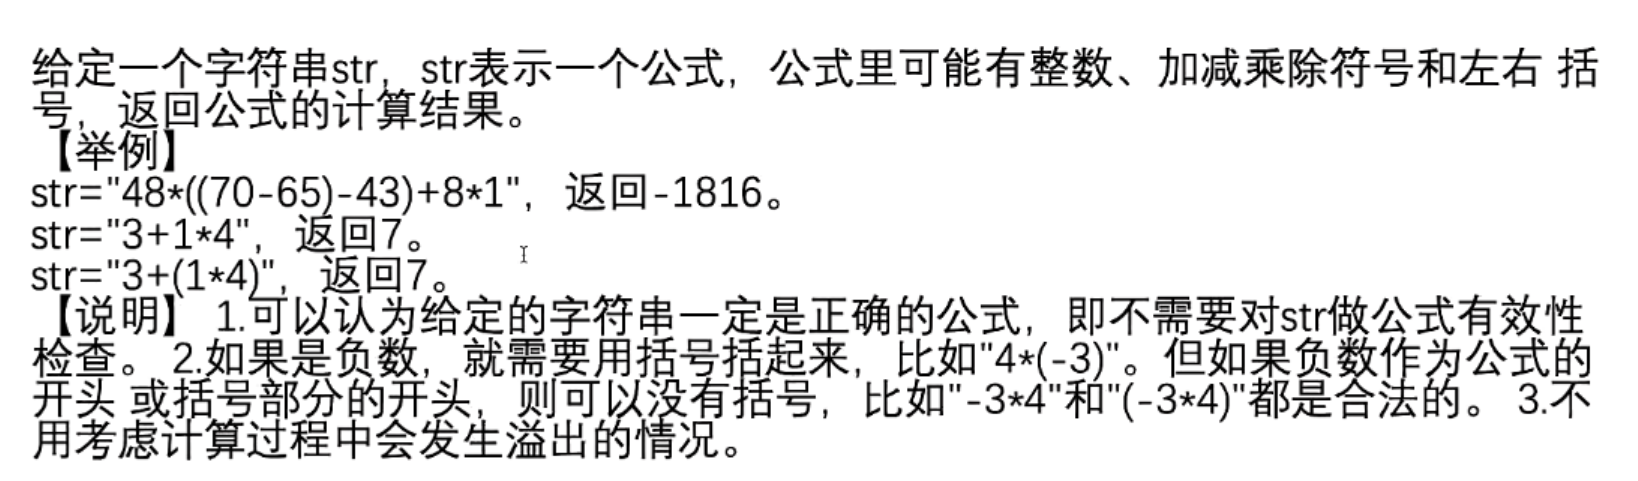 给定一个字符串str，str表示一个公式，公式里可能有整数、加减乘除符号和左右 括
号，返回公式的计算结果。
【举例】
str="48*((70-65)-43)+8*1"，返回-1816。
str="3+1*4"，返回7。
str="3+(1*4)"，返回7。
【说明】 1.可以认为给定的字符串一定是正确的公式，即不需要对str做公式有效性
检查。 2.如果是负数，就需要用括号括起来，比如"4*(-3)"。但如果负数作为公式的
开头 或括号部分的开头，则可以没有括号，比如"-3*4"和"(-3*4)"都是合法的。 3.不
用考虑计算过程中会发生溢出的情况。